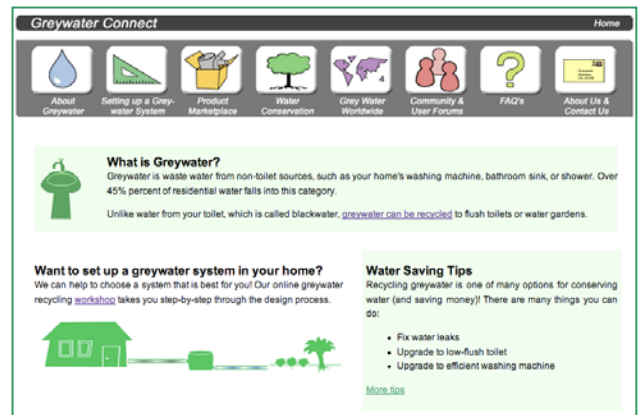 Greywater Connect
Home
About
Greywater
Setting up a Grey-
water System
Product
Marketplace
Water
Conservation
Grey Water
Worldwide
Community &
User Forums
FAQ's
About Us &
Contact Us
What is Greywater?
Greywater is waste water from non-toilet sources, such as your home's washing machine, bathroom sink, or shower. Over
45% percent of residential water falls into this category.
Unlike water from your toilet, which is called blackwater, greywater can be recycled to flush toilets or water gardens.
Want to set up a greywater system in your home?
We can help to choose a system that is best for you! Our online greywater
recycling workshop takes you step-by-step through the design process.
Water Saving Tips
Recycling greywater is one of many options for conserving
water (and saving money)! There are many things you can
do:
• Fix water leaks
• Upgrade to low-flush toilet
• Upgrade to efficient washing machine
More tips